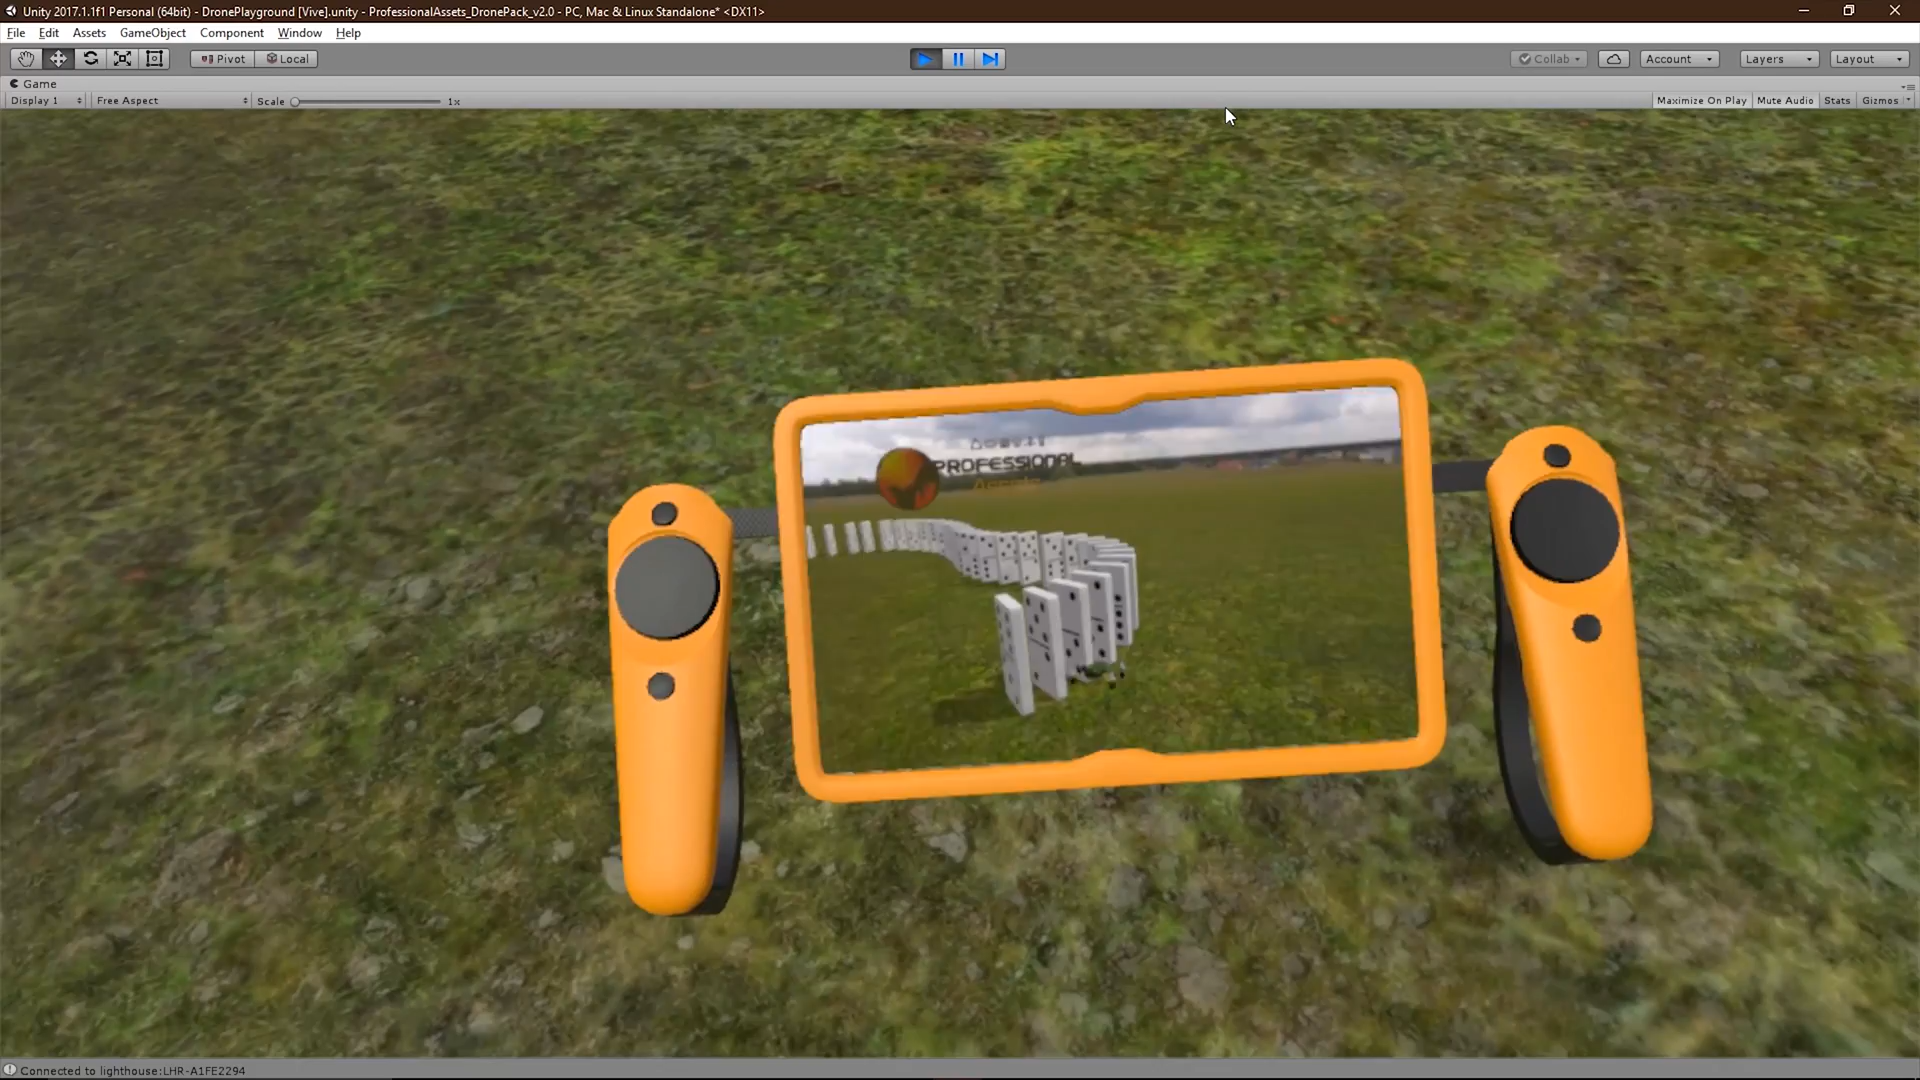 Unity 2017.1.1f1 Personal (64bit) - DronePlayground [Vive].unity - ProfessionalAssets_DronePack_v2.0 - PC, Mac & Linux Standalone* <DX11>
File Edit Assets GameObject Component Window Help
Pivot Local Collab Account Layers Layout
Game
Display 1 Free Aspect Scale 1x Maximize On Play Mute Audio Stats Gizmos
PROFESSIONAL
Assets
Connected to lighthouse:LHR-A1FE2294